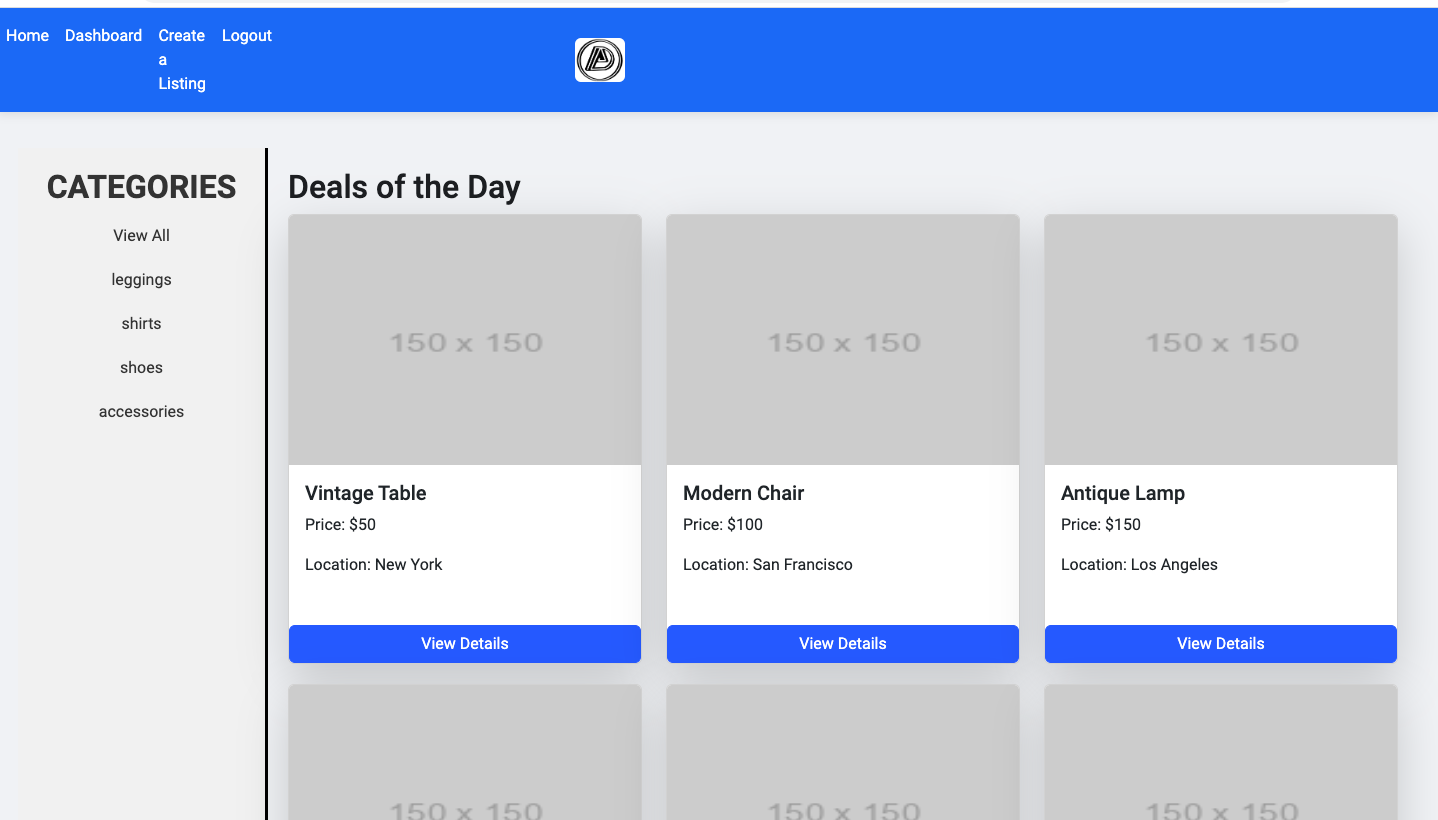 Home Dashboard Create a Listing Logout
CATEGORIES
View All
leggings
shirts
shoes
accessories
Deals of the Day
150 x 150
150 x 150
150 x 150
Vintage Table
Price: $50
Location: New York
View Details
Modern Chair
Price: $100
Location: San Francisco
View Details
Antique Lamp
Price: $150
Location: Los Angeles
View Details
150 x 150
150 x 150
150 x 150